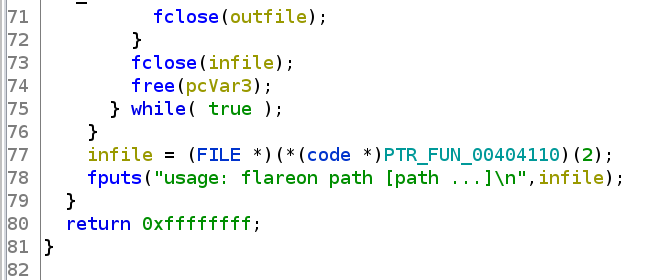 71 fclose(outfile);
72 }
73 fclose(infile);
74 free(pcVar3);
75 } while( true );
76 }
77 infile = (FILE *)(*(code *)PTR_FUN_00404110)(2);
78 fputs("usage: flareon path [path ...]\n",infile);
79 }
80 return 0xffffffff;
81 }
82